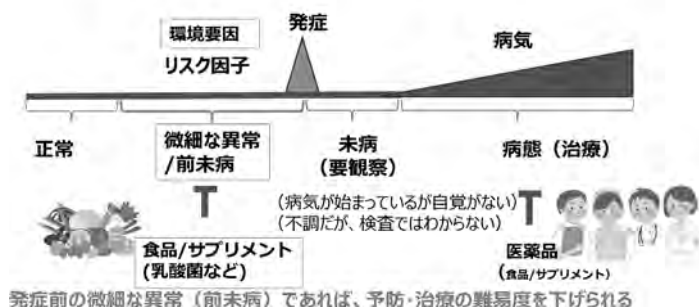 発症
環境要因
リスク因子
病気
正常
微細な異常
/前未病
未病
(要観察)
病態（治療）
(病気が始まっているが自覚がない)
(不調だが、検査ではわからない)
食品/サプリメント
(乳酸菌など)
医薬品
(食品/サプリメント)
発症前の微細な異常（前未病）であれば、予防・治療の難易度を下げられる